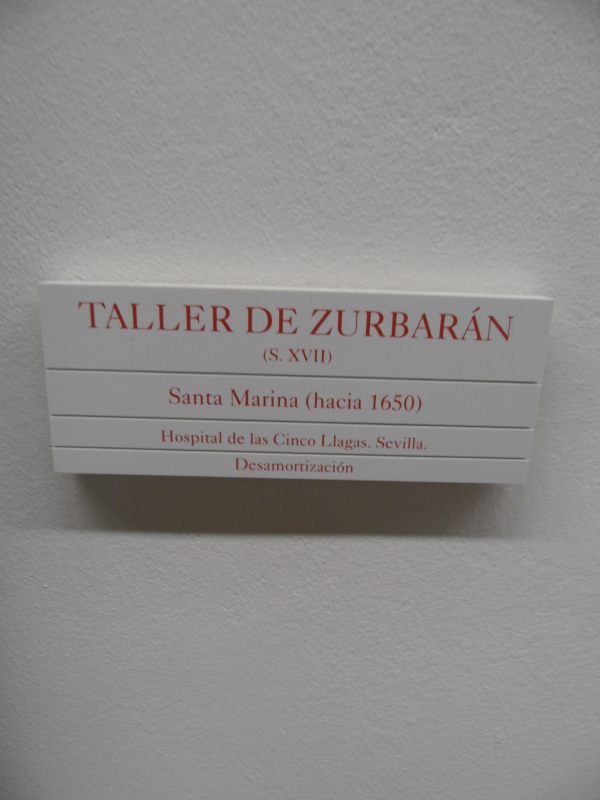 TALLER DE ZURBARÁN
(S. XVII)
Santa Marina (hacia 1650)
Hospital de las Cinco Llagas. Sevilla.
Desamortización